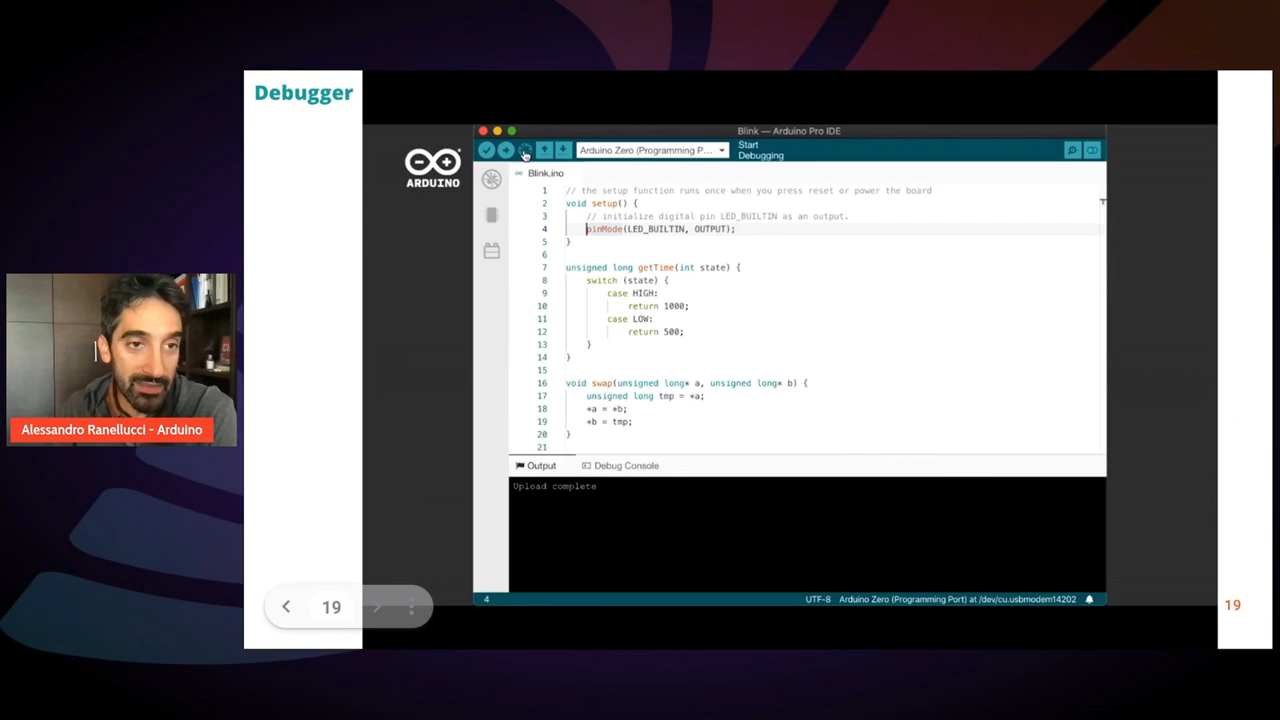 Debugger
ARDUINO
Blink — Arduino Pro IDE
Arduino Zero (Programming P...
Start
Debugging
Blink.ino
1 // the setup function runs once when you press reset or power the board
2 void setup() {
3 // initialize digital pin LED_BUILTIN as an output.
4 pinMode(LED_BUILTIN, OUTPUT);
5 }
6
7 unsigned long getTime(int state) {
8 switch (state) {
9 case HIGH:
10 return 1000;
11 case LOW:
12 return 500;
13 }
14 }
15
16 void swap(unsigned long* a, unsigned long* b) {
17 unsigned long tmp = *a;
18 *a = *b;
19 *b = tmp;
20 }
21
Output Debug Console
Upload complete
4 UTF-8 Arduino Zero (Programming Port) at /dev/cu.usbmodem14202
Alessandro Ranellucci - Arduino
19
19